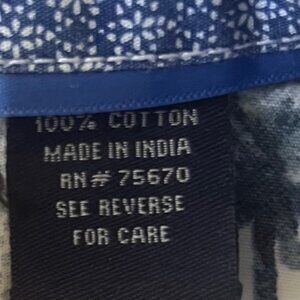 100% COTTON
MADE IN INDIA
RN# 75670
SEE REVERSE
FOR CARE